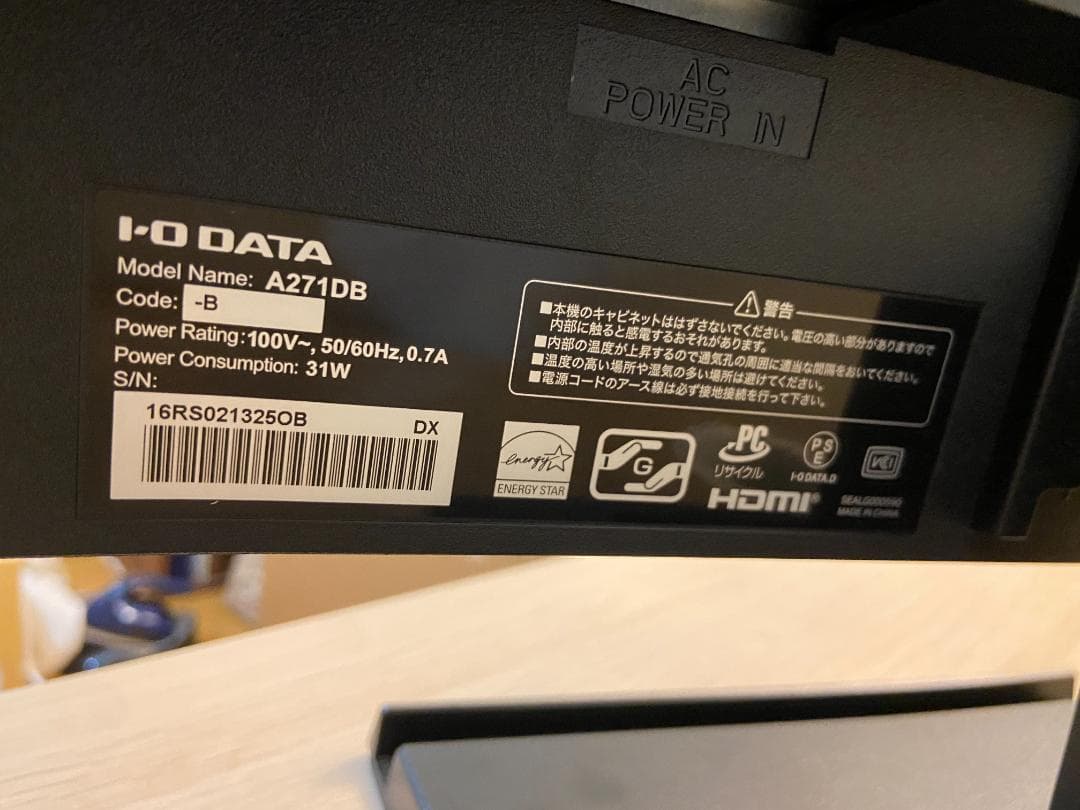 AC
POWER IN
I-O DATA
Model Name: A271DB
Code: -B
Power Rating:100V~, 50/60Hz, 0.7A
Power Consumption: 31W
S/N:
16RS021325OB
DX
警告
■本機のキャビネットははずさないでください。電圧の高い部分がありますので
内部に触ると感電するおそれがあります。
■内部の温度が上昇するので通気孔の周囲に適当な間隔をおいてください。
■温度の高い場所や湿気の多い場所は避けてください。
■電源コードのアース線は必ず接地接続を行って下さい。
energy
ENERGY STAR
G
PC
リサイクル
PS
E
I-O DATA.D
VCI
HDMI®
MADE IN CHINA